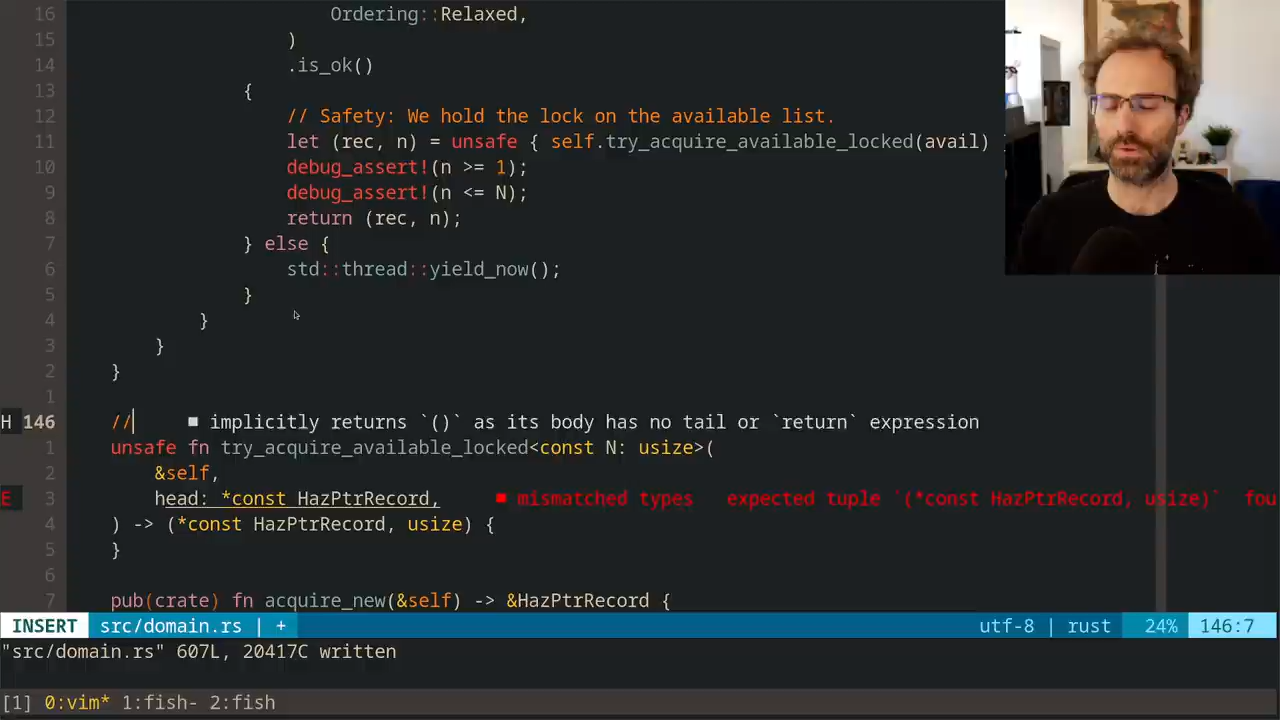 16 Ordering::Relaxed,
15 )
14 .is_ok()
13 {
12 // Safety: We hold the lock on the available list.
11 let (rec, n) = unsafe { self.try_acquire_available_locked(avail)
10 debug_assert!(n >= 1);
9 debug_assert!(n <= N);
8 return (rec, n);
7 } else {
6 std::thread::yield_now();
5 }
4 }
3 }
2 }
1
H 146 // ■ implicitly returns `()` as its body has no tail or `return` expression
1 unsafe fn try_acquire_available_locked<const N: usize>(
2 &self,
E 3 head: *const HazPtrRecord, ■ mismatched types expected tuple `(*const HazPtrRecord, usize)` fou
4 ) -> (*const HazPtrRecord, usize) {
5 }
6
7 pub(crate) fn acquire_new(&self) -> &HazPtrRecord {
INSERT src/domain.rs | + utf-8 | rust 24% 146:7
"src/domain.rs" 607L, 20417C written
[1] 0:vim* 1:fish- 2:fish